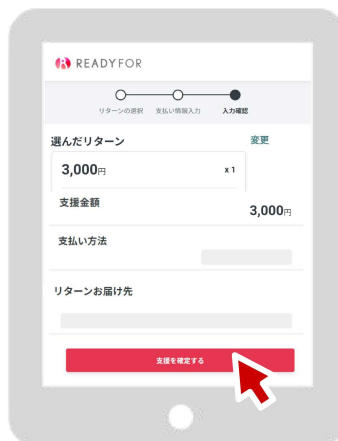 READYFOR
リターンの選択 支払い情報入力 入力確認
選んだリターン 変更
3,000円 x 1
支援金額
3,000円
支払い方法
リターンお届け先
支援を確定する